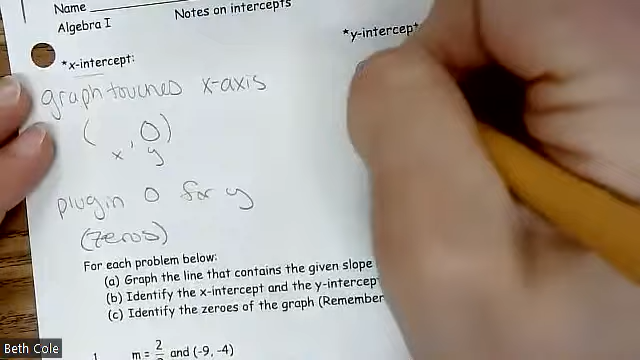 Name
Algebra I
Notes on intercepts
*x-intercept:
*y-intercept
graph touches x-axis
( , 0)
x y
plug in 0 for y
(zeros)
For each problem below:
(a) Graph the line that contains the given slope
(b) Identify the x-intercept and the y-intercep
(c) Identify the zeroes of the graph (Remember
1. m = 2/ and (-9, -4)
Beth Cole